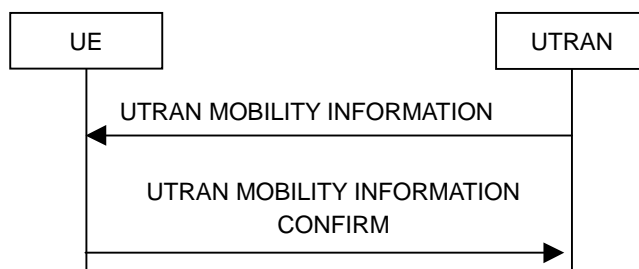 UE
UTRAN
UTRAN MOBILITY INFORMATION
UTRAN MOBILITY INFORMATION
CONFIRM